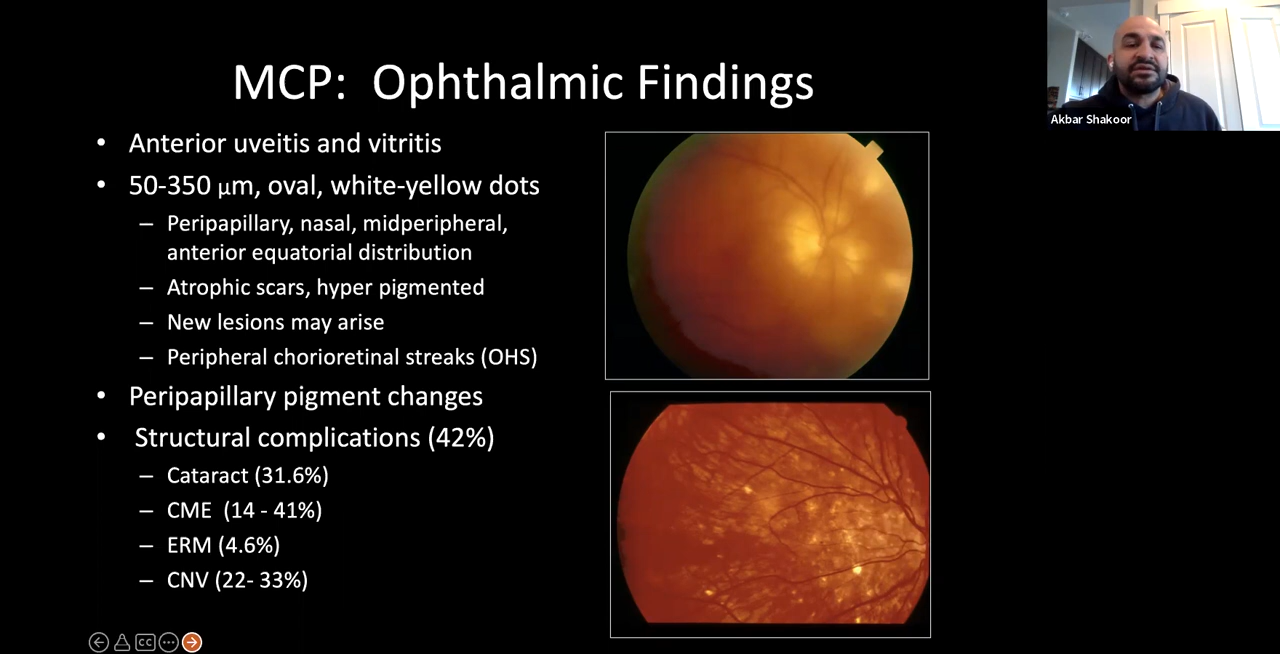 MCP:  Ophthalmic Findings
• Anterior uveitis and vitritis
• 50-350 μm, oval, white-yellow dots
– Peripapillary, nasal, midperipheral,
anterior equatorial distribution
– Atrophic scars, hyper pigmented
– New lesions may arise
– Peripheral chorioretinal streaks (OHS)
• Peripapillary pigment changes
• Structural complications (42%)
– Cataract (31.6%)
– CME  (14 - 41%)
– ERM (4.6%)
– CNV (22- 33%)
Akbar Shakoor
CC